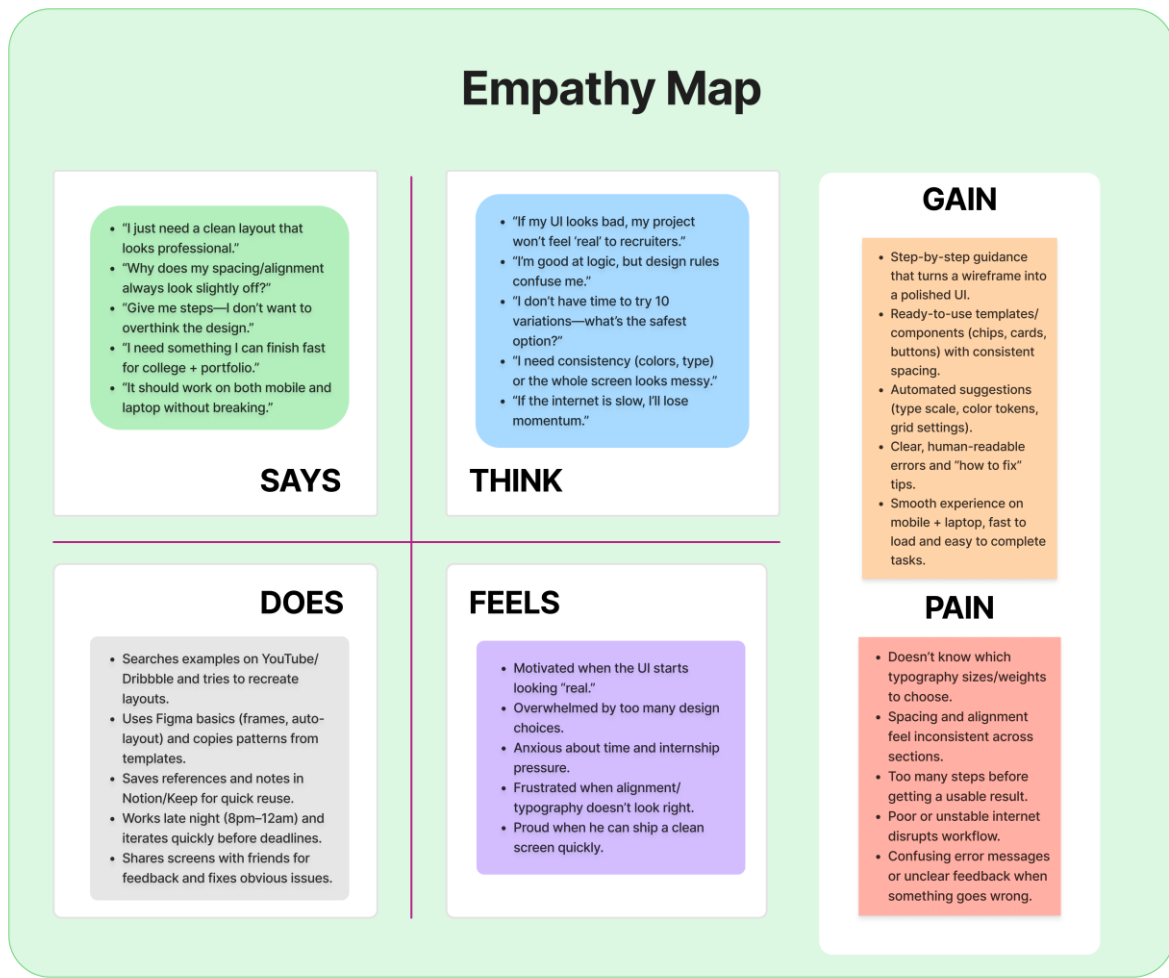 Empathy Map
• “I just need a clean layout that
looks professional.”
• “Why does my spacing/alignment
always look slightly off?”
• “Give me steps—I don’t want to
overthink the design.”
• “I need something I can finish fast
for college + portfolio.”
• “It should work on both mobile and
laptop without breaking.”
SAYS
• “If my UI looks bad, my project
won’t feel ‘real’ to recruiters.”
• “I’m good at logic, but design rules
confuse me.”
• “I don’t have time to try 10
variations—what’s the safest
option?”
• “I need consistency (colors, type)
or the whole screen looks messy.”
• “If the internet is slow, I’ll lose
momentum.”
THINK
DOES
• Searches examples on YouTube/
Dribbble and tries to recreate
layouts.
• Uses Figma basics (frames, auto-
layout) and copies patterns from
templates.
• Saves references and notes in
Notion/Keep for quick reuse.
• Works late night (8pm–12am) and
iterates quickly before deadlines.
• Shares screens with friends for
feedback and fixes obvious issues.
FEELS
• Motivated when the UI starts
looking “real.”
• Overwhelmed by too many design
choices.
• Anxious about time and internship
pressure.
• Frustrated when alignment/
typography doesn’t look right.
• Proud when he can ship a clean
screen quickly.
GAIN
• Step-by-step guidance
that turns a wireframe into
a polished UI.
• Ready-to-use templates/
components (chips, cards,
buttons) with consistent
spacing.
• Automated suggestions
(type scale, color tokens,
grid settings).
• Clear, human-readable
errors and “how to fix”
tips.
• Smooth experience on
mobile + laptop, fast to
load and easy to complete
tasks.
PAIN
• Doesn’t know which
typography sizes/weights
to choose.
• Spacing and alignment
feel inconsistent across
sections.
• Too many steps before
getting a usable result.
• Poor or unstable internet
disrupts workflow.
• Confusing error messages
or unclear feedback when
something goes wrong.